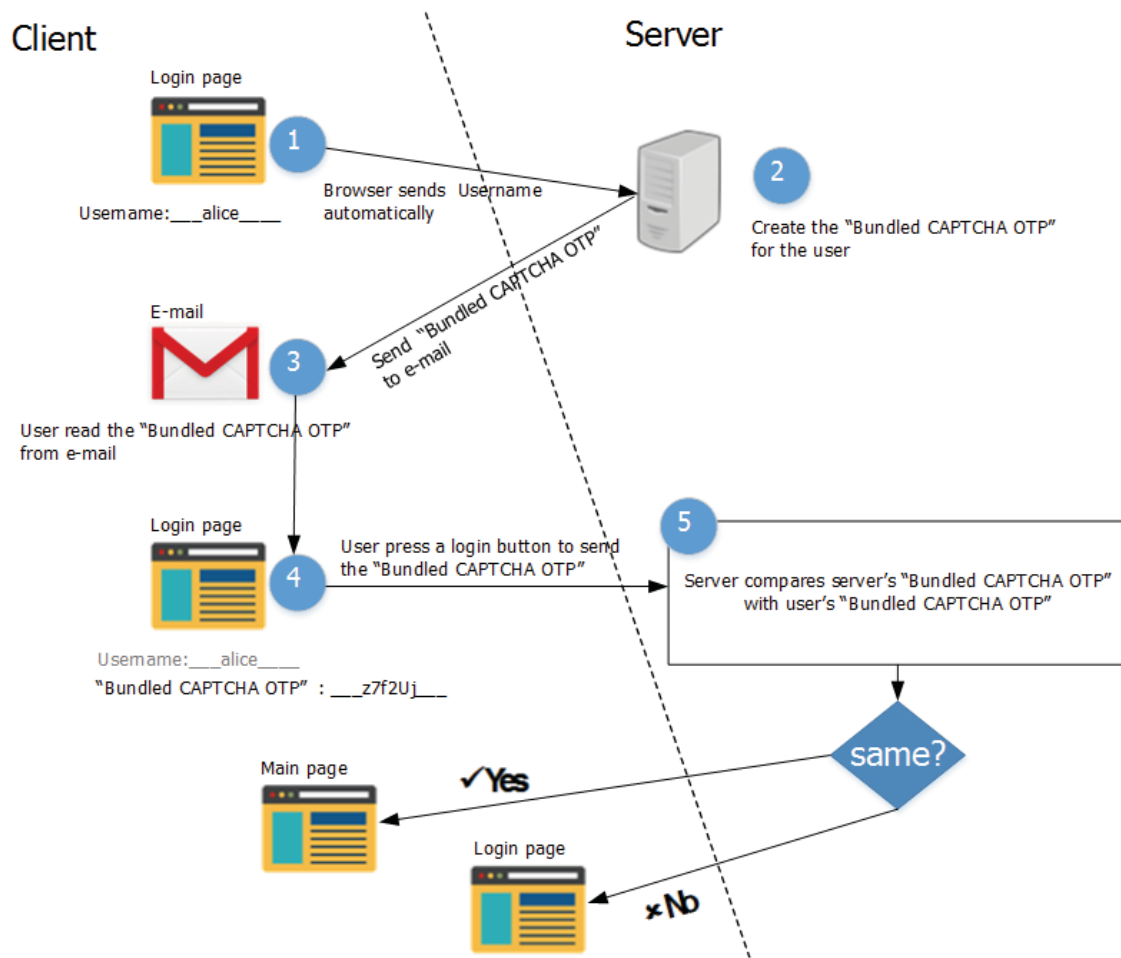 Client
Server
Login page
1
2
Username:___alice____
Browser sends Username
automatically
Create the “Bundled CAPTCHA OTP”
for the user
Send “Bundled CAPTCHA OTP”
to e-mail
E-mail
3
User read the “Bundled CAPTCHA OTP”
from e-mail
Login page
4
User press a login button to send
the “Bundled CAPTCHA OTP”
5
Server compares server’s “Bundled CAPTCHA OTP”
with user’s “Bundled CAPTCHA OTP”
Username:___alice____
“Bundled CAPTCHA OTP” : ___z7f2Uj___
same?
Main page
✓Yes
Login page
×No